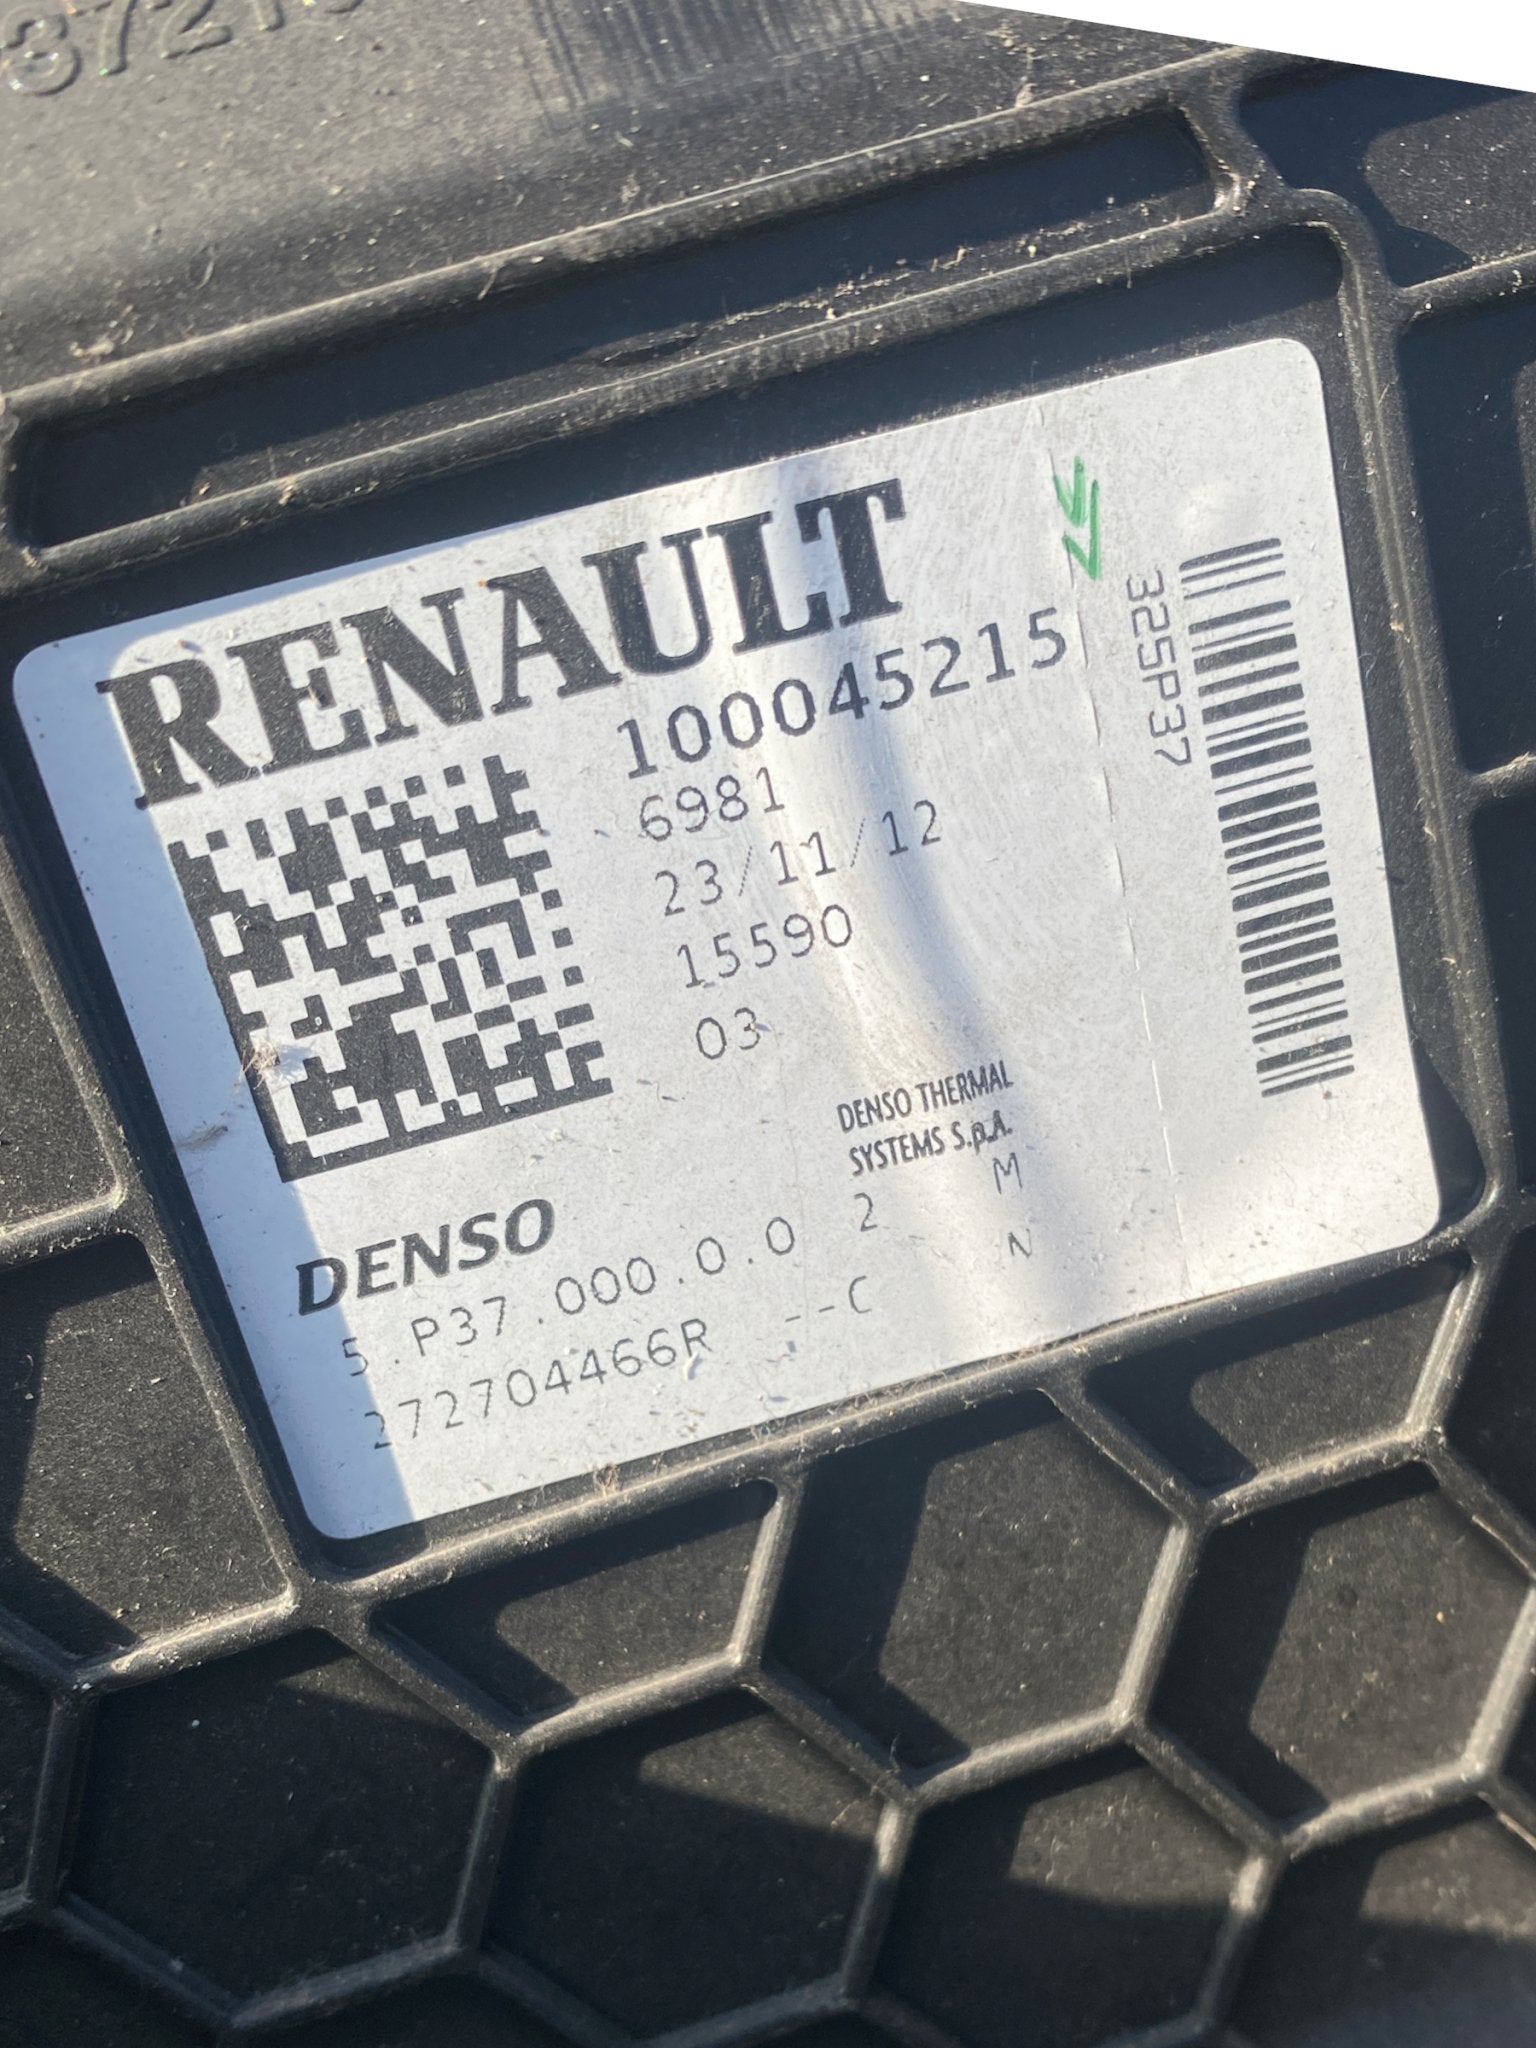 RENAULT
100045215
6981
23/11/12
15590
03
325P37
DENSO THERMAL
SYSTEMS S.p.A.
DENSO
5.P37.000.0.0 2 M
272704466R --C N